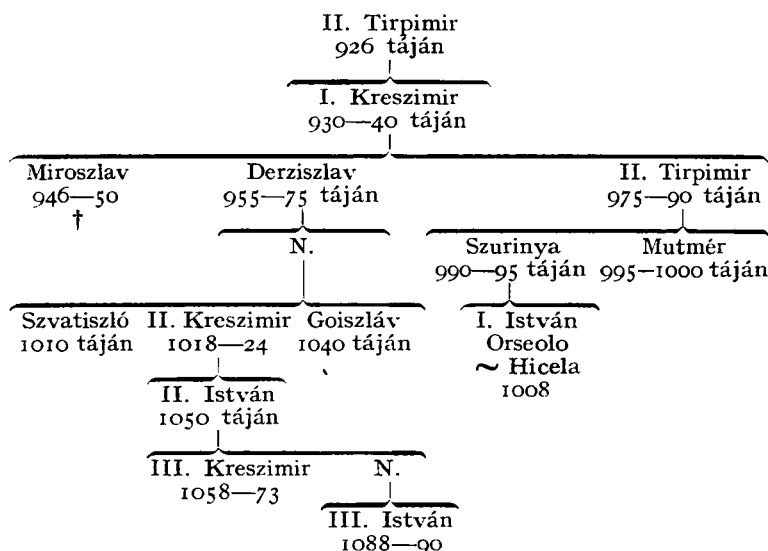 II. Tirpimir
926 táján
I. Kreszimir
930—40 táján
Miroszlav Derziszlav II. Tirpimir
946—50 955—75 táján 975—90 táján
†
N. Szurinya Mutmér
990—95 táján 995–1000 táján
Szvatiszló II. Kreszimir Goiszláv I. István
1010 táján 1018—24 1040 táján Orseolo
~ Hicela
1008
II. István
1050 táján
III. Kreszimir N.
1058—73
III. István
1088—90